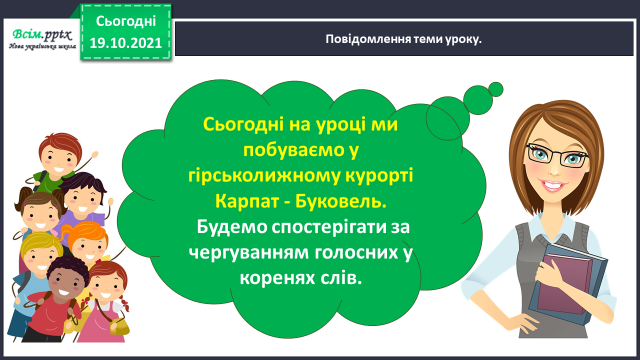 Всім.pptx
Нова українська школа
Сьогодні
19.10.2021
Повідомлення теми уроку.
Сьогодні на уроці ми
побуваємо у
гірськолижному курорті
Карпат - Буковель.
Будемо спостерігати за
чергуванням голосних у
коренях слів.